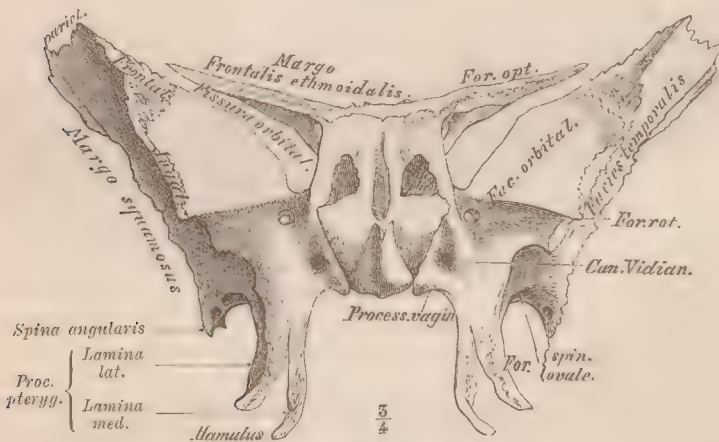 pariet.
Frontal.
Margo
Frontalis ethmoidalis.
For. opt.
Fissura orbital.
Margo squamosus
Fac. orbital.
Facies temporalis
For. rot.
Can. Vidian.
Process. vagin
Spina angularis
Proc.
pteryg.
Lamina
lat.
Lamina
med.
For.
spin.
ovale.
Hamulus
3
4